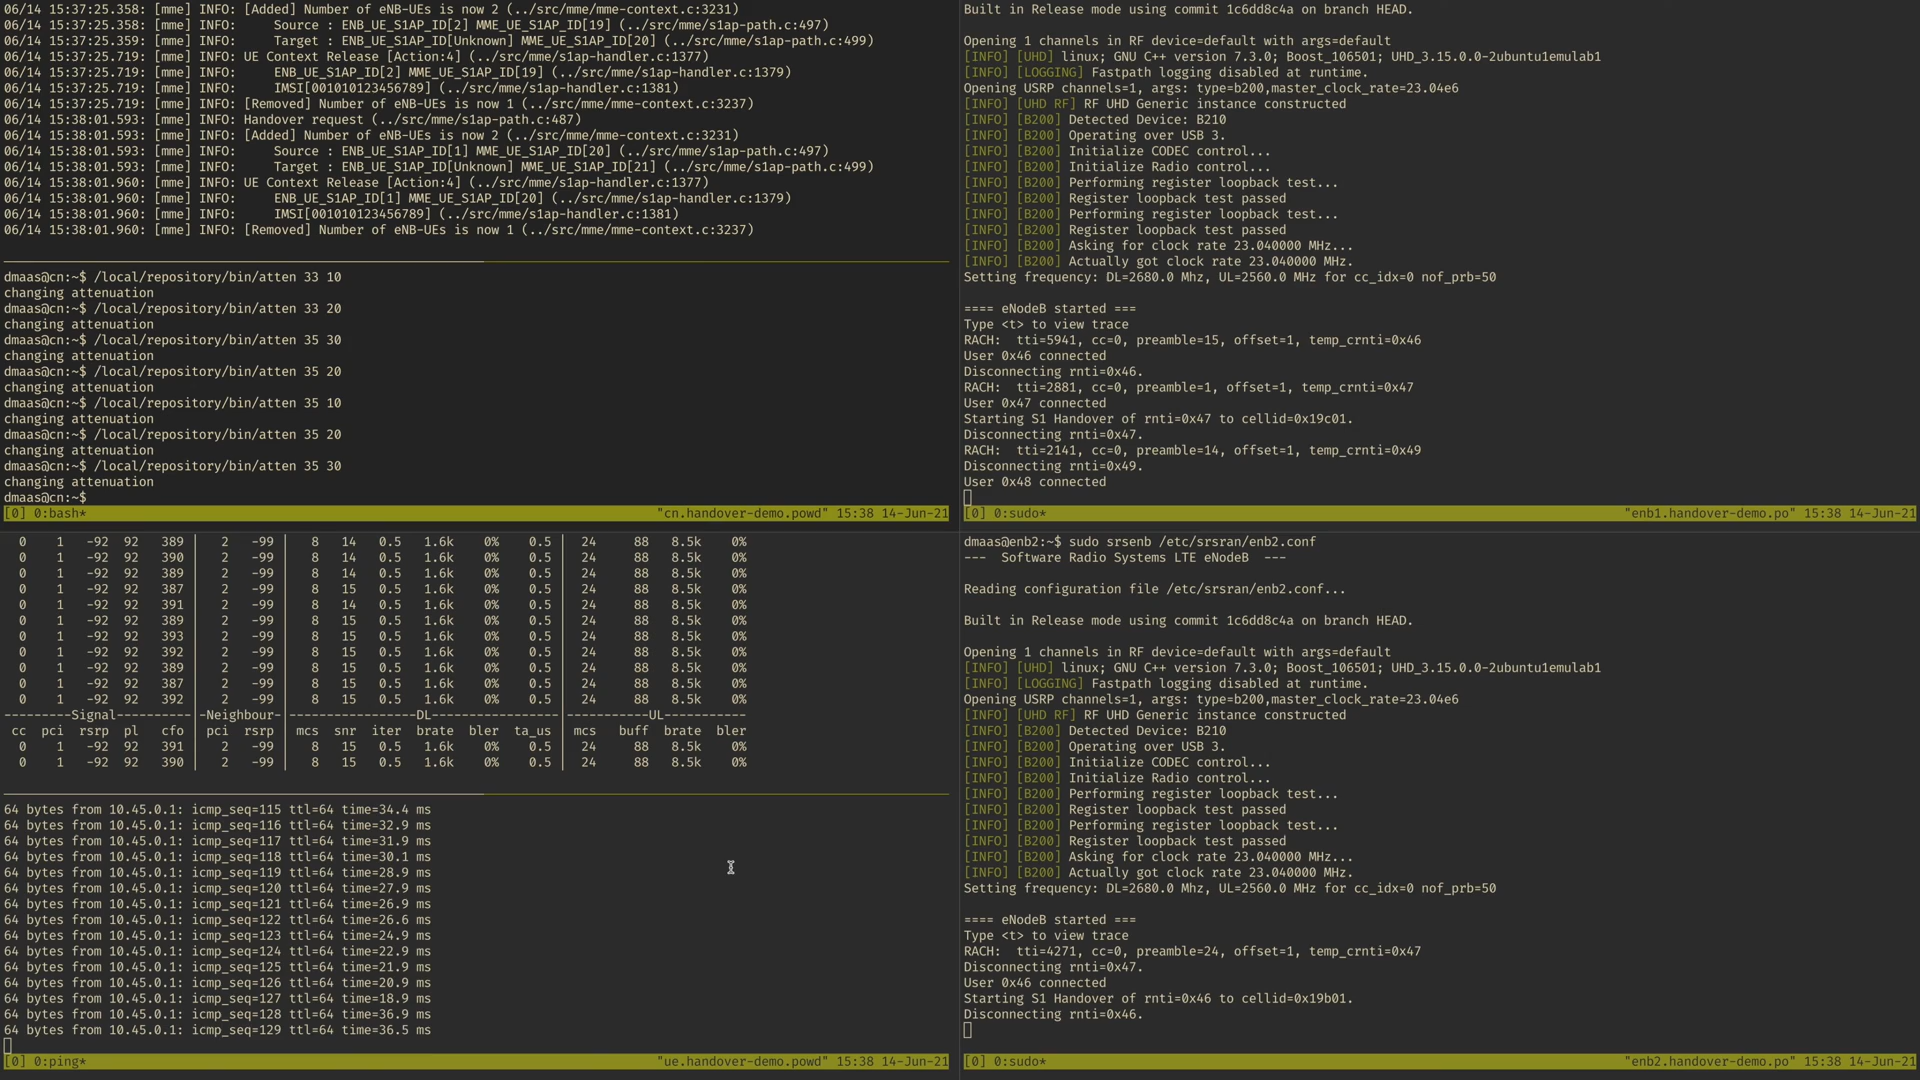 06/14 15:37:25.358: [mme] INFO: [Added] Number of eNB-UEs is now 2 (../src/mme/mme-context.c:3231)
06/14 15:37:25.359: [mme] INFO:     Source : ENB_UE_S1AP_ID[2] MME_UE_S1AP_ID[19] (../src/mme/s1ap-path.c:497)
06/14 15:37:25.359: [mme] INFO:     Target : ENB_UE_S1AP_ID[Unknown] MME_UE_S1AP_ID[20] (../src/mme/s1ap-path.c:499)
06/14 15:37:25.719: [mme] INFO: UE Context Release [Action:4] (../src/mme/s1ap-handler.c:1377)
06/14 15:37:25.719: [mme] INFO:     ENB_UE_S1AP_ID[2] MME_UE_S1AP_ID[19] (../src/mme/s1ap-handler.c:1379)
06/14 15:37:25.719: [mme] INFO:     IMSI[001010123456789] (../src/mme/s1ap-handler.c:1381)
06/14 15:37:25.719: [mme] INFO: [Removed] Number of eNB-UEs is now 1 (../src/mme/mme-context.c:3237)
06/14 15:38:01.593: [mme] INFO: Handover request (../src/mme/s1ap-path.c:487)
06/14 15:38:01.593: [mme] INFO: [Added] Number of eNB-UEs is now 2 (../src/mme/mme-context.c:3231)
06/14 15:38:01.593: [mme] INFO:     Source : ENB_UE_S1AP_ID[1] MME_UE_S1AP_ID[20] (../src/mme/s1ap-path.c:497)
06/14 15:38:01.593: [mme] INFO:     Target : ENB_UE_S1AP_ID[Unknown] MME_UE_S1AP_ID[21] (../src/mme/s1ap-path.c:499)
06/14 15:38:01.960: [mme] INFO: UE Context Release [Action:4] (../src/mme/s1ap-handler.c:1377)
06/14 15:38:01.960: [mme] INFO:     ENB_UE_S1AP_ID[1] MME_UE_S1AP_ID[20] (../src/mme/s1ap-handler.c:1379)
06/14 15:38:01.960: [mme] INFO:     IMSI[001010123456789] (../src/mme/s1ap-handler.c:1381)
06/14 15:38:01.960: [mme] INFO: [Removed] Number of eNB-UEs is now 1 (../src/mme/mme-context.c:3237)
dmaas@cn:~$ /local/repository/bin/atten 33 10
changing attenuation
dmaas@cn:~$ /local/repository/bin/atten 33 20
changing attenuation
dmaas@cn:~$ /local/repository/bin/atten 35 30
changing attenuation
dmaas@cn:~$ /local/repository/bin/atten 35 20
changing attenuation
dmaas@cn:~$ /local/repository/bin/atten 35 10
changing attenuation
dmaas@cn:~$ /local/repository/bin/atten 35 20
changing attenuation
dmaas@cn:~$ /local/repository/bin/atten 35 30
changing attenuation
dmaas@cn:~$
[0] 0:bash* "cn.handover-demo.powd" 15:38 14-Jun-21
Built in Release mode using commit 1c6dd8c4a on branch HEAD.
Opening 1 channels in RF device=default with args=default
[INFO] [UHD] linux; GNU C++ version 7.3.0; Boost_106501; UHD_3.15.0.0-2ubuntu1emulab1
[INFO] [LOGGING] Fastpath logging disabled at runtime.
Opening USRP channels=1, args: type=b200,master_clock_rate=23.04e6
[INFO] [UHD RF] RF UHD Generic instance constructed
[INFO] [B200] Detected Device: B210
[INFO] [B200] Operating over USB 3.
[INFO] [B200] Initialize CODEC control...
[INFO] [B200] Initialize Radio control...
[INFO] [B200] Performing register loopback test...
[INFO] [B200] Register loopback test passed
[INFO] [B200] Performing register loopback test...
[INFO] [B200] Register loopback test passed
[INFO] [B200] Asking for clock rate 23.040000 MHz...
[INFO] [B200] Actually got clock rate 23.040000 MHz.
Setting frequency: DL=2680.0 Mhz, UL=2560.0 MHz for cc_idx=0 nof_prb=50
==== eNodeB started ===
Type <t> to view trace
RACH:  tti=5941, cc=0, preamble=15, offset=1, temp_crnti=0x46
User 0x46 connected
Disconnecting rnti=0x46.
RACH:  tti=2881, cc=0, preamble=1, offset=1, temp_crnti=0x47
User 0x47 connected
Starting S1 Handover of rnti=0x47 to cellid=0x19c01.
Disconnecting rnti=0x47.
RACH:  tti=2141, cc=0, preamble=14, offset=1, temp_crnti=0x49
Disconnecting rnti=0x49.
User 0x48 connected
[0] 0:sudo* "enb1.handover-demo.po" 15:38 14-Jun-21
0 1 -92 92 389 | 2 -99 | 8 14 0.5 1.6k 0% 0.5 | 24 88 8.5k 0%
0 1 -92 92 390 | 2 -99 | 8 14 0.5 1.6k 0% 0.5 | 24 88 8.5k 0%
0 1 -92 92 389 | 2 -99 | 8 14 0.5 1.6k 0% 0.5 | 24 88 8.5k 0%
0 1 -92 92 387 | 2 -99 | 8 15 0.5 1.6k 0% 0.5 | 24 88 8.5k 0%
0 1 -92 92 391 | 2 -99 | 8 14 0.5 1.6k 0% 0.5 | 24 88 8.5k 0%
0 1 -92 92 389 | 2 -99 | 8 15 0.5 1.6k 0% 0.5 | 24 88 8.5k 0%
0 1 -92 92 393 | 2 -99 | 8 15 0.5 1.6k 0% 0.5 | 24 88 8.5k 0%
0 1 -92 92 392 | 2 -99 | 8 15 0.5 1.6k 0% 0.5 | 24 88 8.5k 0%
0 1 -92 92 389 | 2 -99 | 8 15 0.5 1.6k 0% 0.5 | 24 88 8.5k 0%
0 1 -92 92 387 | 2 -99 | 8 15 0.5 1.6k 0% 0.5 | 24 88 8.5k 0%
0 1 -92 92 392 | 2 -99 | 8 15 0.5 1.6k 0% 0.5 | 24 88 8.5k 0%
---------Signal----------|-Neighbour-|-----------------DL-----------------|----------UL-----------
cc pci rsrp pl cfo | pci rsrp | mcs snr iter brate bler ta_us | mcs buff brate bler
0 1 -92 92 391 | 2 -99 | 8 15 0.5 1.6k 0% 0.5 | 24 88 8.5k 0%
0 1 -92 92 390 | 2 -99 | 8 15 0.5 1.6k 0% 0.5 | 24 88 8.5k 0%
64 bytes from 10.45.0.1: icmp_seq=115 ttl=64 time=34.4 ms
64 bytes from 10.45.0.1: icmp_seq=116 ttl=64 time=32.9 ms
64 bytes from 10.45.0.1: icmp_seq=117 ttl=64 time=31.9 ms
64 bytes from 10.45.0.1: icmp_seq=118 ttl=64 time=30.1 ms
64 bytes from 10.45.0.1: icmp_seq=119 ttl=64 time=28.9 ms
64 bytes from 10.45.0.1: icmp_seq=120 ttl=64 time=27.9 ms
64 bytes from 10.45.0.1: icmp_seq=121 ttl=64 time=26.9 ms
64 bytes from 10.45.0.1: icmp_seq=122 ttl=64 time=26.6 ms
64 bytes from 10.45.0.1: icmp_seq=123 ttl=64 time=24.9 ms
64 bytes from 10.45.0.1: icmp_seq=124 ttl=64 time=22.9 ms
64 bytes from 10.45.0.1: icmp_seq=125 ttl=64 time=21.9 ms
64 bytes from 10.45.0.1: icmp_seq=126 ttl=64 time=20.9 ms
64 bytes from 10.45.0.1: icmp_seq=127 ttl=64 time=18.9 ms
64 bytes from 10.45.0.1: icmp_seq=128 ttl=64 time=36.9 ms
64 bytes from 10.45.0.1: icmp_seq=129 ttl=64 time=36.5 ms
[0] 0:ping* "ue.handover-demo.powd" 15:38 14-Jun-21
dmaas@enb2:~$ sudo srsenb /etc/srsran/enb2.conf
---  Software Radio Systems LTE eNodeB  ---
Reading configuration file /etc/srsran/enb2.conf...
Built in Release mode using commit 1c6dd8c4a on branch HEAD.
Opening 1 channels in RF device=default with args=default
[INFO] [UHD] linux; GNU C++ version 7.3.0; Boost_106501; UHD_3.15.0.0-2ubuntu1emulab1
[INFO] [LOGGING] Fastpath logging disabled at runtime.
Opening USRP channels=1, args: type=b200,master_clock_rate=23.04e6
[INFO] [UHD RF] RF UHD Generic instance constructed
[INFO] [B200] Detected Device: B210
[INFO] [B200] Operating over USB 3.
[INFO] [B200] Initialize CODEC control...
[INFO] [B200] Initialize Radio control...
[INFO] [B200] Performing register loopback test...
[INFO] [B200] Register loopback test passed
[INFO] [B200] Performing register loopback test...
[INFO] [B200] Register loopback test passed
[INFO] [B200] Asking for clock rate 23.040000 MHz...
[INFO] [B200] Actually got clock rate 23.040000 MHz.
Setting frequency: DL=2680.0 Mhz, UL=2560.0 MHz for cc_idx=0 nof_prb=50
==== eNodeB started ===
Type <t> to view trace
RACH:  tti=4271, cc=0, preamble=24, offset=1, temp_crnti=0x47
Disconnecting rnti=0x47.
User 0x46 connected
Starting S1 Handover of rnti=0x46 to cellid=0x19b01.
Disconnecting rnti=0x46.
[0] 0:sudo* "enb2.handover-demo.po" 15:38 14-Jun-21